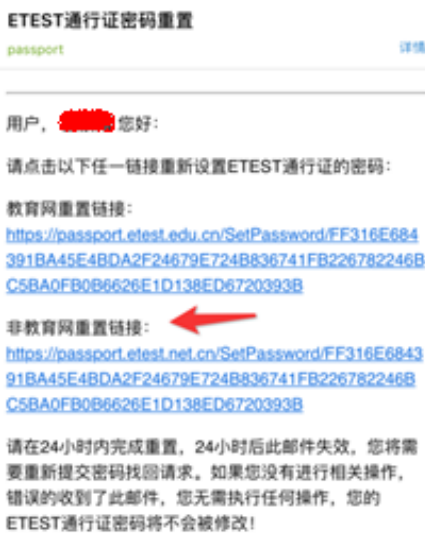 ETEST通行证密码重置
passport
详情
用户，您好：
请点击以下任一链接重新设置ETEST通行证的密码：
教育网重置链接：
https://passport.etest.edu.cn/SetPassword/FF316E684
391BA45E4BDA2F24679E724B836741FB226782246B
C5BA0FB0B6626E1D138ED6720393B
非教育网重置链接：
https://passport.etest.net.cn/SetPassword/FF316E6843
91BA45E4BDA2F24679E724B836741FB226782246B
C5BA0FB0B6626E1D138ED6720393B
请在24小时内完成重置，24小时后此邮件失效，您将需
要重新提交密码找回请求。如果您没有进行相关操作，
错误的收到了此邮件，您无需执行任何操作，您的
ETEST通行证密码将不会被修改！